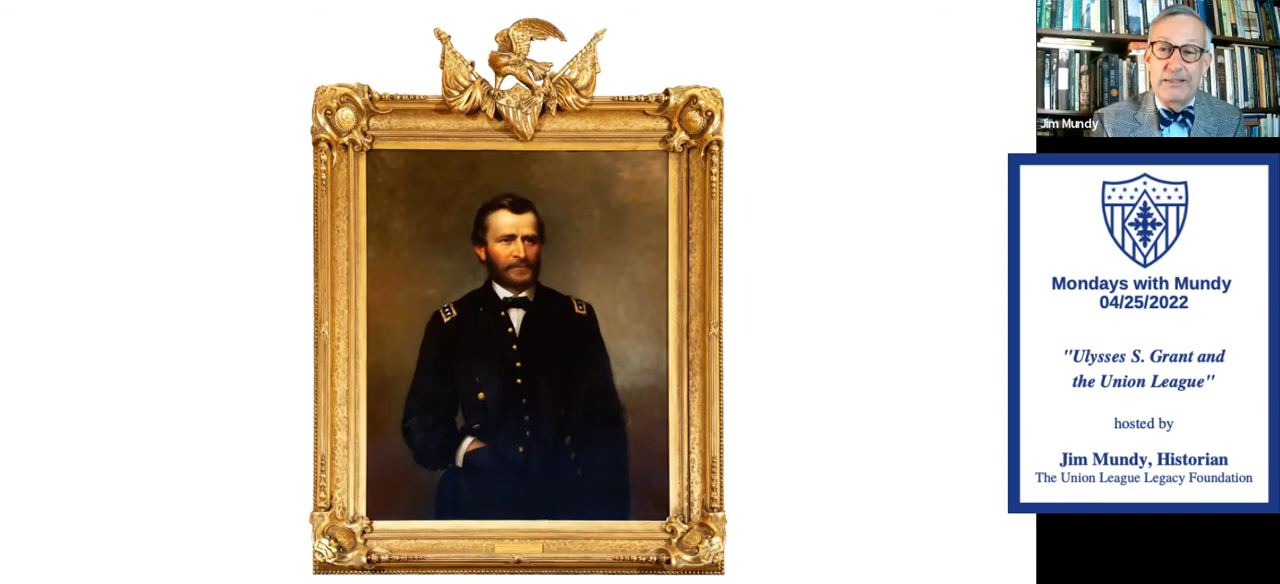 Jim Mundy
Mondays with Mundy
04/25/2022
"Ulysses S. Grant and
the Union League"
hosted by
Jim Mundy, Historian
The Union League Legacy Foundation